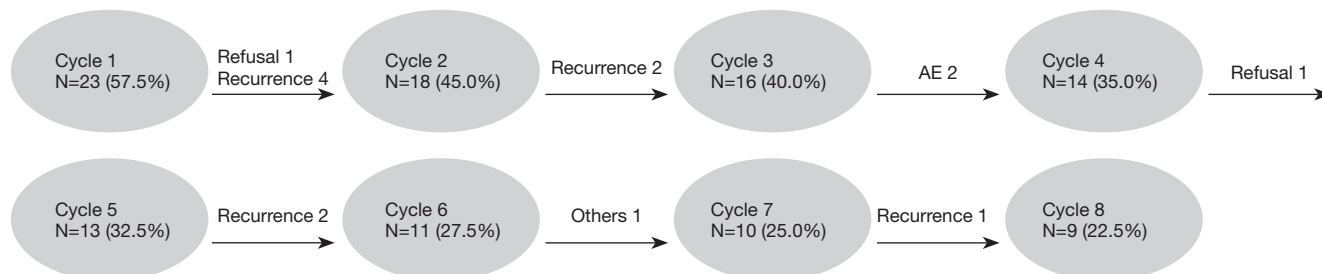 Cycle 1
N=23 (57.5%)
Refusal 1
Recurrence 4
Cycle 2
N=18 (45.0%)
Recurrence 2
Cycle 3
N=16 (40.0%)
AE 2
Cycle 4
N=14 (35.0%)
Refusal 1
Cycle 5
N=13 (32.5%)
Recurrence 2
Cycle 6
N=11 (27.5%)
Others 1
Cycle 7
N=10 (25.0%)
Recurrence 1
Cycle 8
N=9 (22.5%)